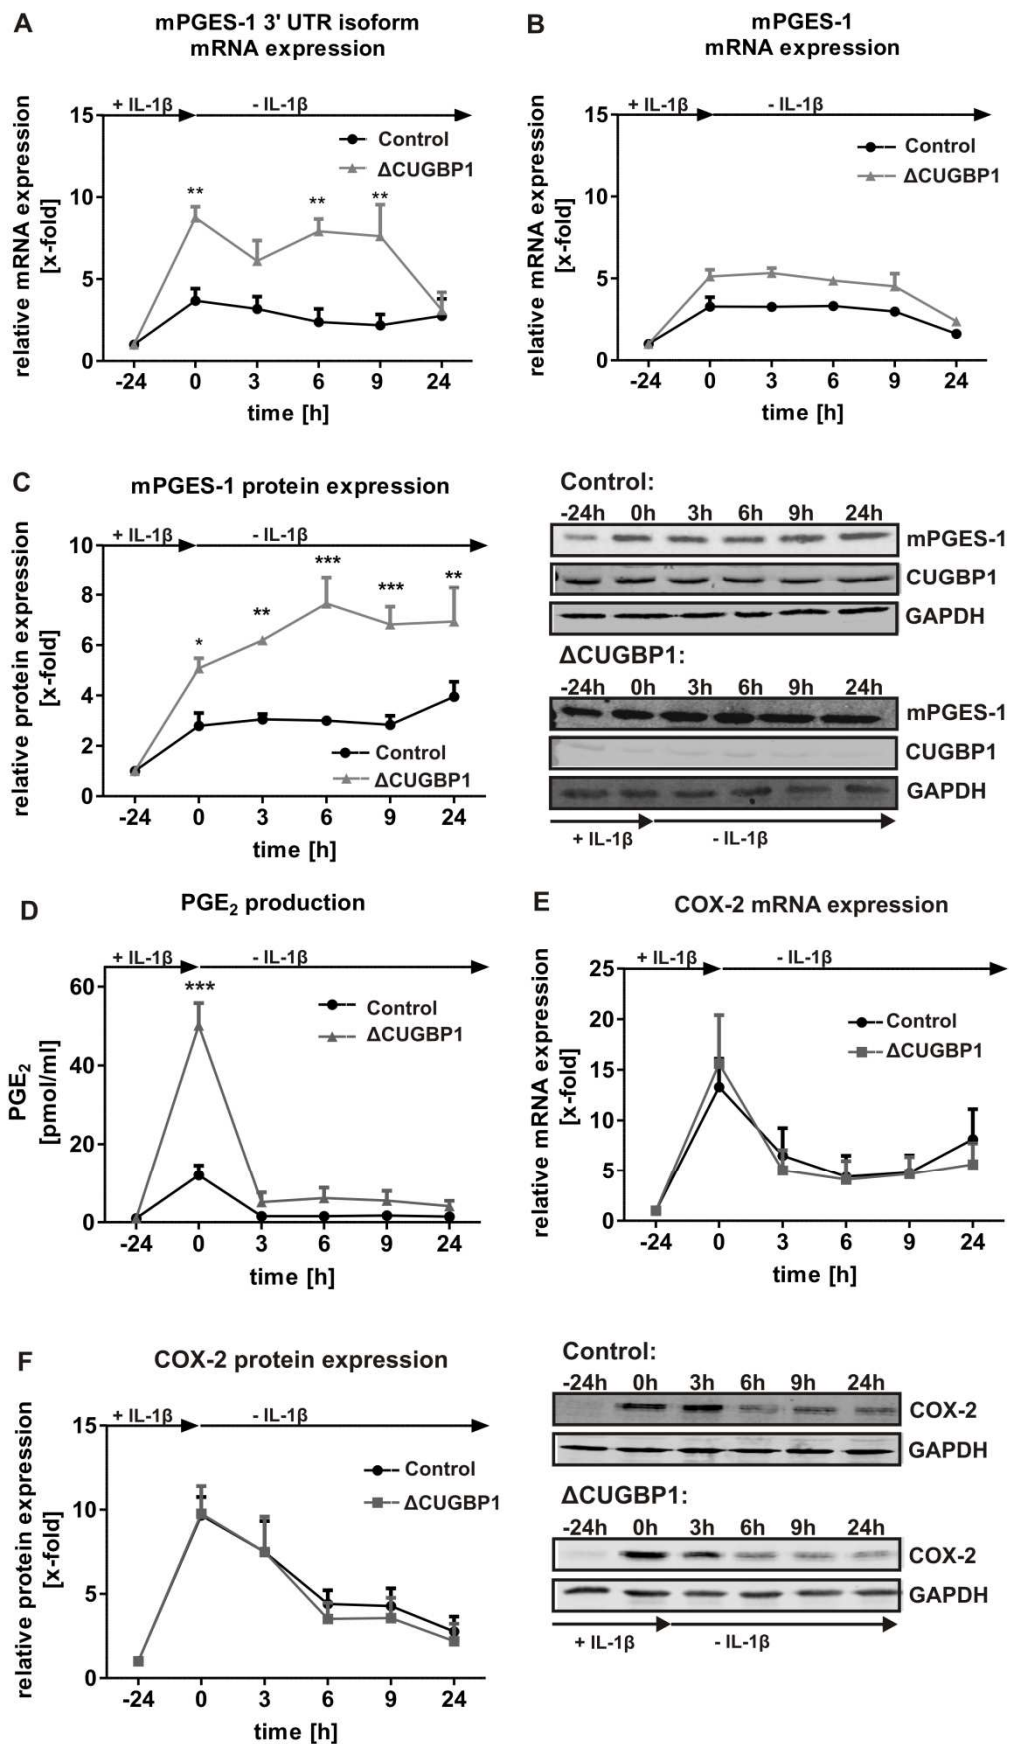 A
mPGES-1 3' UTR isoform
mRNA expression
+ IL-1β
- IL-1β
relative mRNA expression
[x-fold]
15
10
5
0
Control
ΔCUGBP1
**
**
**
-24 0 3 6 9 24
time [h]
B
mPGES-1
mRNA expression
+ IL-1β
- IL-1β
relative mRNA expression
[x-fold]
15
10
5
0
Control
ΔCUGBP1
-24 0 3 6 9 24
time [h]
C
mPGES-1 protein expression
+ IL-1β
- IL-1β
relative protein expression
[x-fold]
10
8
6
4
2
0
*
**
***
***
**
Control
ΔCUGBP1
-24 0 3 6 9 24
time [h]
Control:
-24h 0h 3h 6h 9h 24h
mPGES-1
CUGBP1
GAPDH
ΔCUGBP1:
-24h 0h 3h 6h 9h 24h
mPGES-1
CUGBP1
GAPDH
+ IL-1β
- IL-1β
D
PGE2 production
+ IL-1β
- IL-1β
PGE2
[pmol/ml]
60
40
20
0
***
Control
ΔCUGBP1
-24 0 3 6 9 24
time [h]
E
COX-2 mRNA expression
+ IL-1β
- IL-1β
relative mRNA expression
[x-fold]
25
20
15
10
5
0
Control
ΔCUGBP1
-24 0 3 6 9 24
time [h]
F
COX-2 protein expression
+ IL-1β
- IL-1β
relative protein expression
[x-fold]
15
10
5
0
Control
ΔCUGBP1
-24 0 3 6 9 24
time [h]
Control:
-24h 0h 3h 6h 9h 24h
COX-2
GAPDH
ΔCUGBP1:
-24h 0h 3h 6h 9h 24h
COX-2
GAPDH
+ IL-1β
- IL-1β